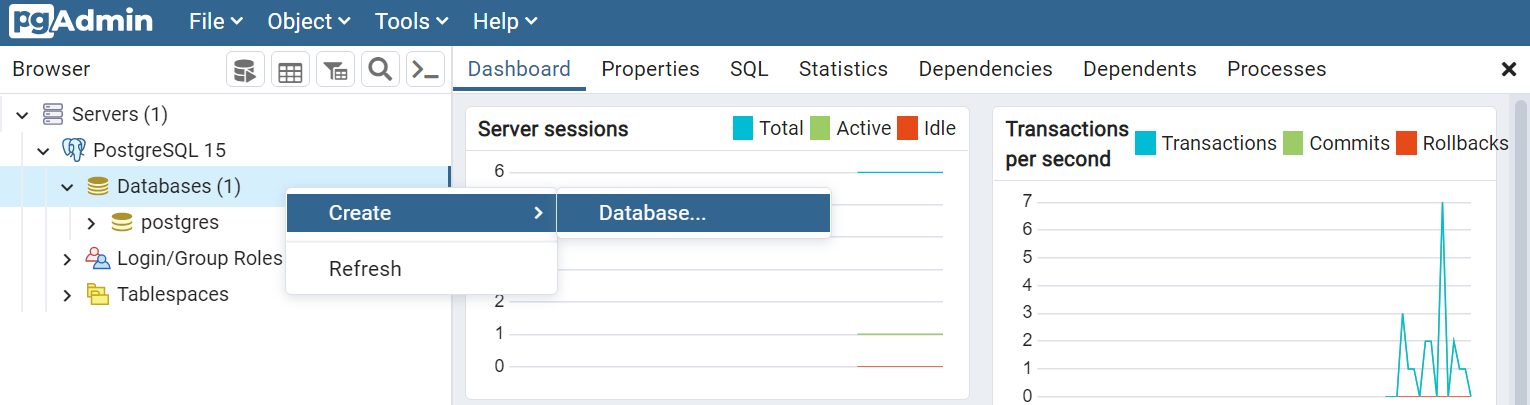 pgAdmin File Object Tools Help
Browser
Dashboard Properties SQL Statistics Dependencies Dependents Processes
Servers (1)
PostgreSQL 15
Databases (1)
postgres
Login/Group Roles
Tablespaces
Create
Refresh
Database...
Server sessions
Total Active Idle
6
2
1
0
Transactions
per second
Transactions Commits Rollbacks
7
6
5
4
3
2
1
0